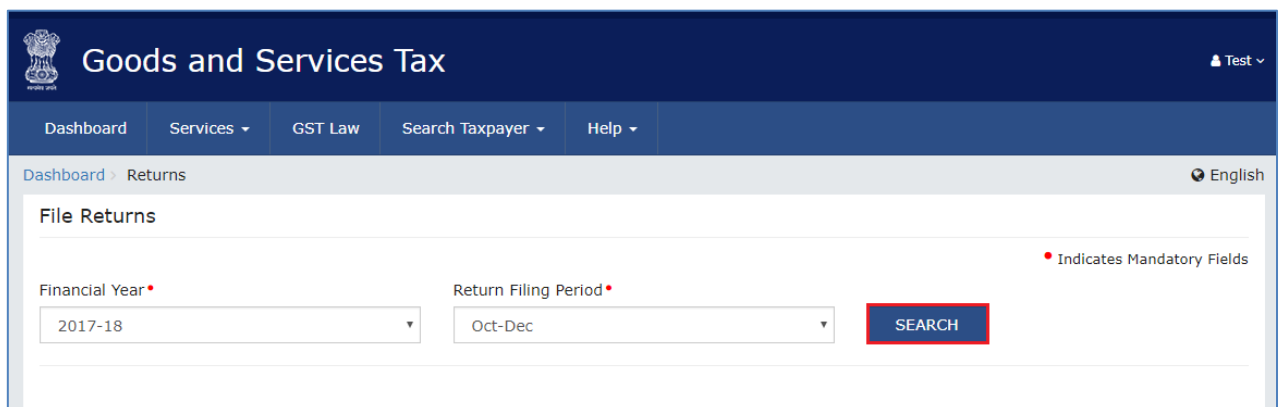 Goods and Services Tax
Test
Dashboard Services GST Law Search Taxpayer Help
Dashboard > Returns English
File Returns
• Indicates Mandatory Fields
Financial Year• Return Filing Period•
2017-18 Oct-Dec SEARCH